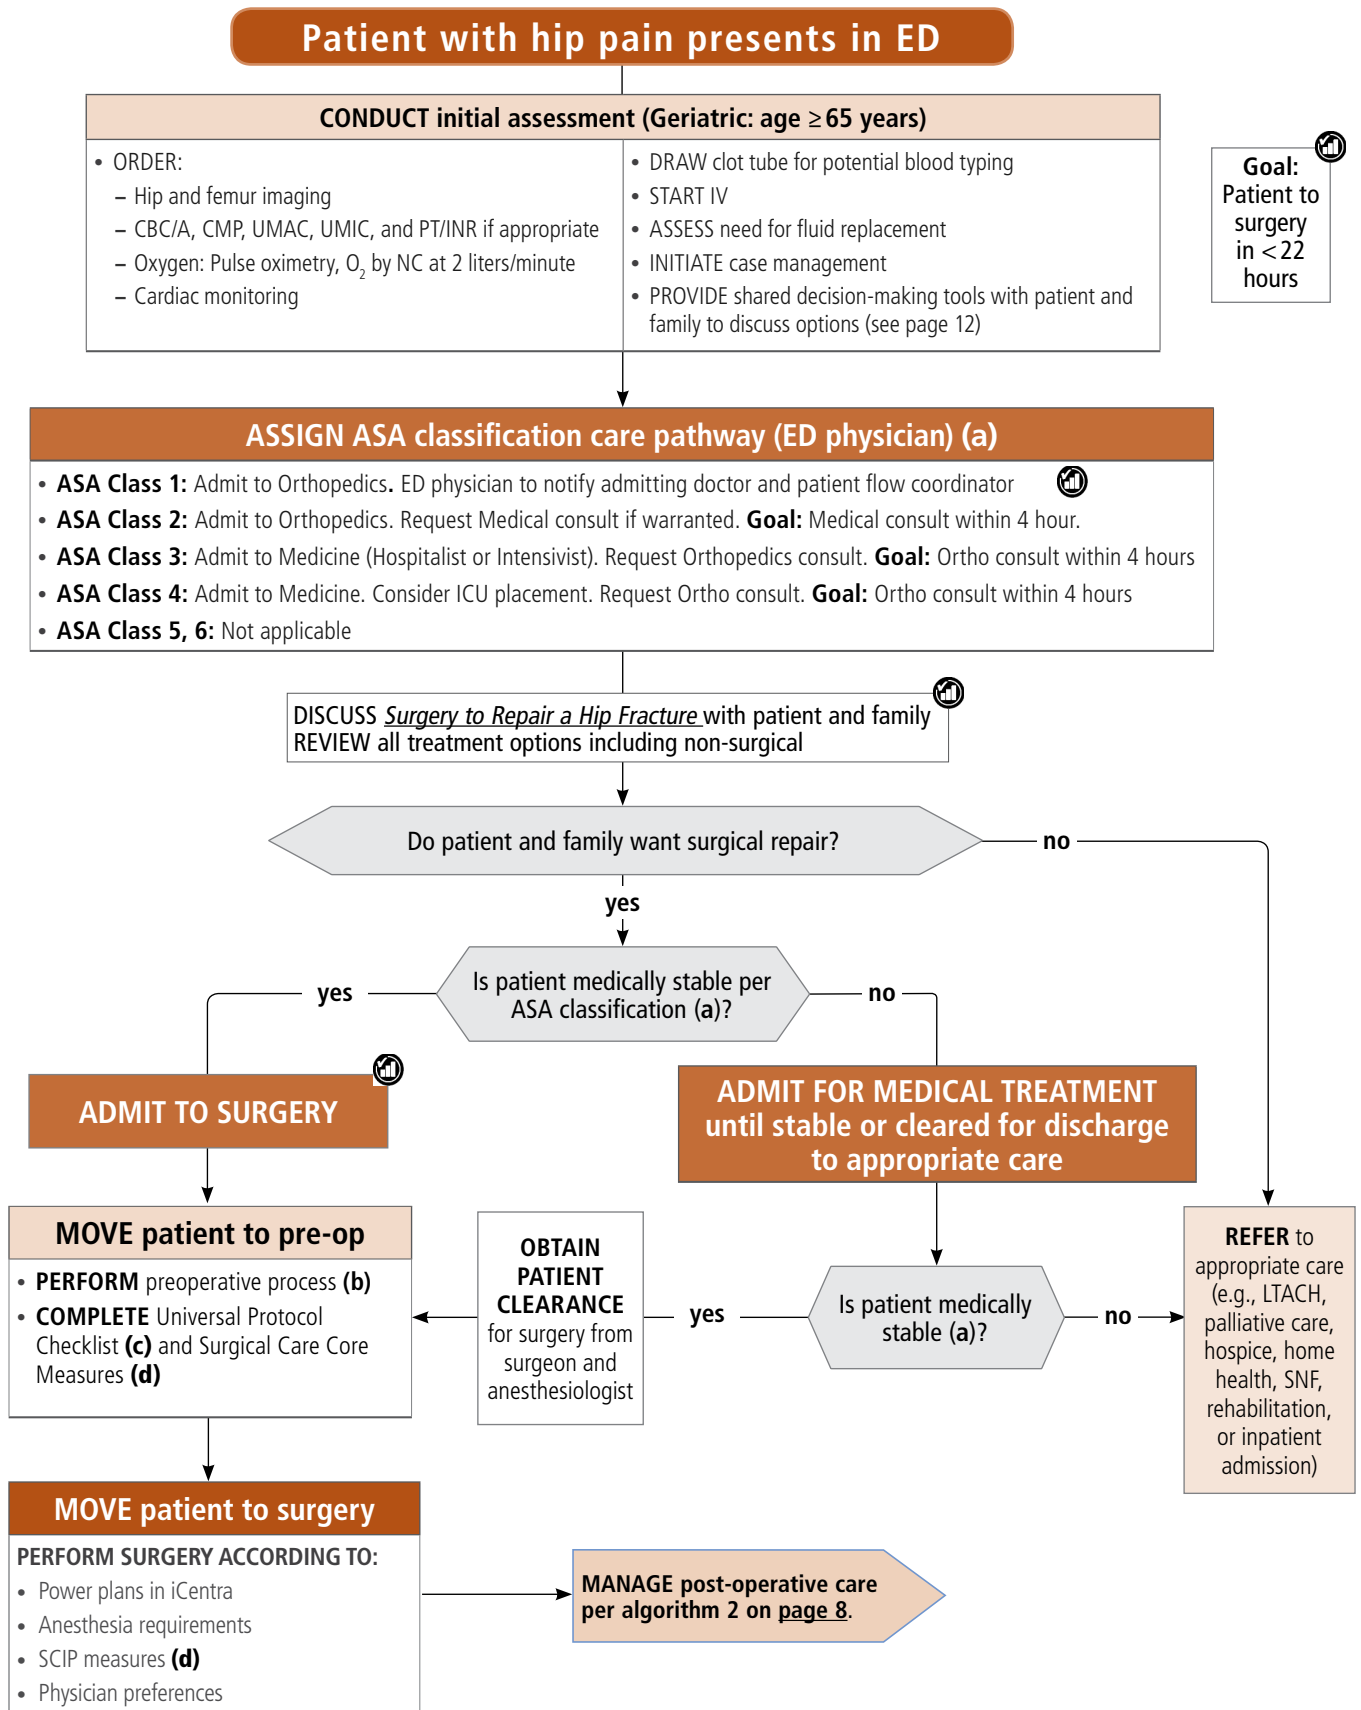 Patient with hip pain presents in ED
CONDUCT initial assessment (Geriatric: age ≥ 65 years)
• ORDER:
– Hip and femur imaging
– CBC/A, CMP, UMAC, UMIC, and PT/INR if appropriate
– Oxygen: Pulse oximetry, O2 by NC at 2 liters/minute
– Cardiac monitoring
• DRAW clot tube for potential blood typing
• START IV
• ASSESS need for fluid replacement
• INITIATE case management
• PROVIDE shared decision-making tools with patient and
family to discuss options (see page 12)
Goal:
Patient to
surgery
in <22
hours
ASSIGN ASA classification care pathway (ED physician) (a)
• ASA Class 1: Admit to Orthopedics. ED physician to notify admitting doctor and patient flow coordinator
• ASA Class 2: Admit to Orthopedics. Request Medical consult if warranted. Goal: Medical consult within 4 hour.
• ASA Class 3: Admit to Medicine (Hospitalist or Intensivist). Request Orthopedics consult. Goal: Ortho consult within 4 hours
• ASA Class 4: Admit to Medicine. Consider ICU placement. Request Ortho consult. Goal: Ortho consult within 4 hours
• ASA Class 5, 6: Not applicable
DISCUSS Surgery to Repair a Hip Fracture with patient and family
REVIEW all treatment options including non-surgical
Do patient and family want surgical repair?
no
yes
Is patient medically stable per
ASA classification (a)?
yes
no
ADMIT TO SURGERY
ADMIT FOR MEDICAL TREATMENT
until stable or cleared for discharge
to appropriate care
MOVE patient to pre-op
• PERFORM preoperative process (b)
• COMPLETE Universal Protocol
Checklist (c) and Surgical Care Core
Measures (d)
OBTAIN
PATIENT
CLEARANCE
for surgery from
surgeon and
anesthesiologist
yes
Is patient medically
stable (a)?
no
REFER to
appropriate care
(e.g., LTACH,
palliative care,
hospice, home
health, SNF,
rehabilitation,
or inpatient
admission)
MOVE patient to surgery
PERFORM SURGERY ACCORDING TO:
• Power plans in iCentra
• Anesthesia requirements
• SCIP measures (d)
• Physician preferences
MANAGE post-operative care
per algorithm 2 on page 8.